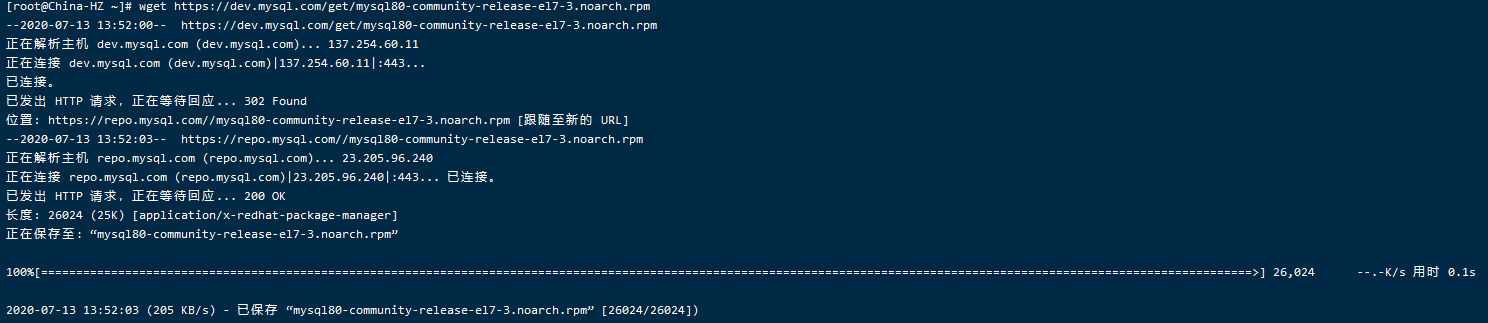 [root@China-HZ ~]# wget https://dev.mysql.com/get/mysql80-community-release-el7-3.noarch.rpm
--2020-07-13 13:52:00--  https://dev.mysql.com/get/mysql80-community-release-el7-3.noarch.rpm
正在解析主机 dev.mysql.com (dev.mysql.com)... 137.254.60.11
正在连接 dev.mysql.com (dev.mysql.com)|137.254.60.11|:443...
已连接。
已发出 HTTP 请求，正在等待回应... 302 Found
位置：https://repo.mysql.com//mysql80-community-release-el7-3.noarch.rpm [跟随至新的 URL]
--2020-07-13 13:52:03--  https://repo.mysql.com//mysql80-community-release-el7-3.noarch.rpm
正在解析主机 repo.mysql.com (repo.mysql.com)... 23.205.96.240
正在连接 repo.mysql.com (repo.mysql.com)|23.205.96.240|:443... 已连接。
已发出 HTTP 请求，正在等待回应... 200 OK
长度：26024 (25K) [application/x-redhat-package-manager]
正在保存至: “mysql80-community-release-el7-3.noarch.rpm”
100%[=============================================================================================================================================================================>] 26,024      --.-K/s 用时 0.1s
2020-07-13 13:52:03 (205 KB/s) - 已保存 “mysql80-community-release-el7-3.noarch.rpm” [26024/26024])